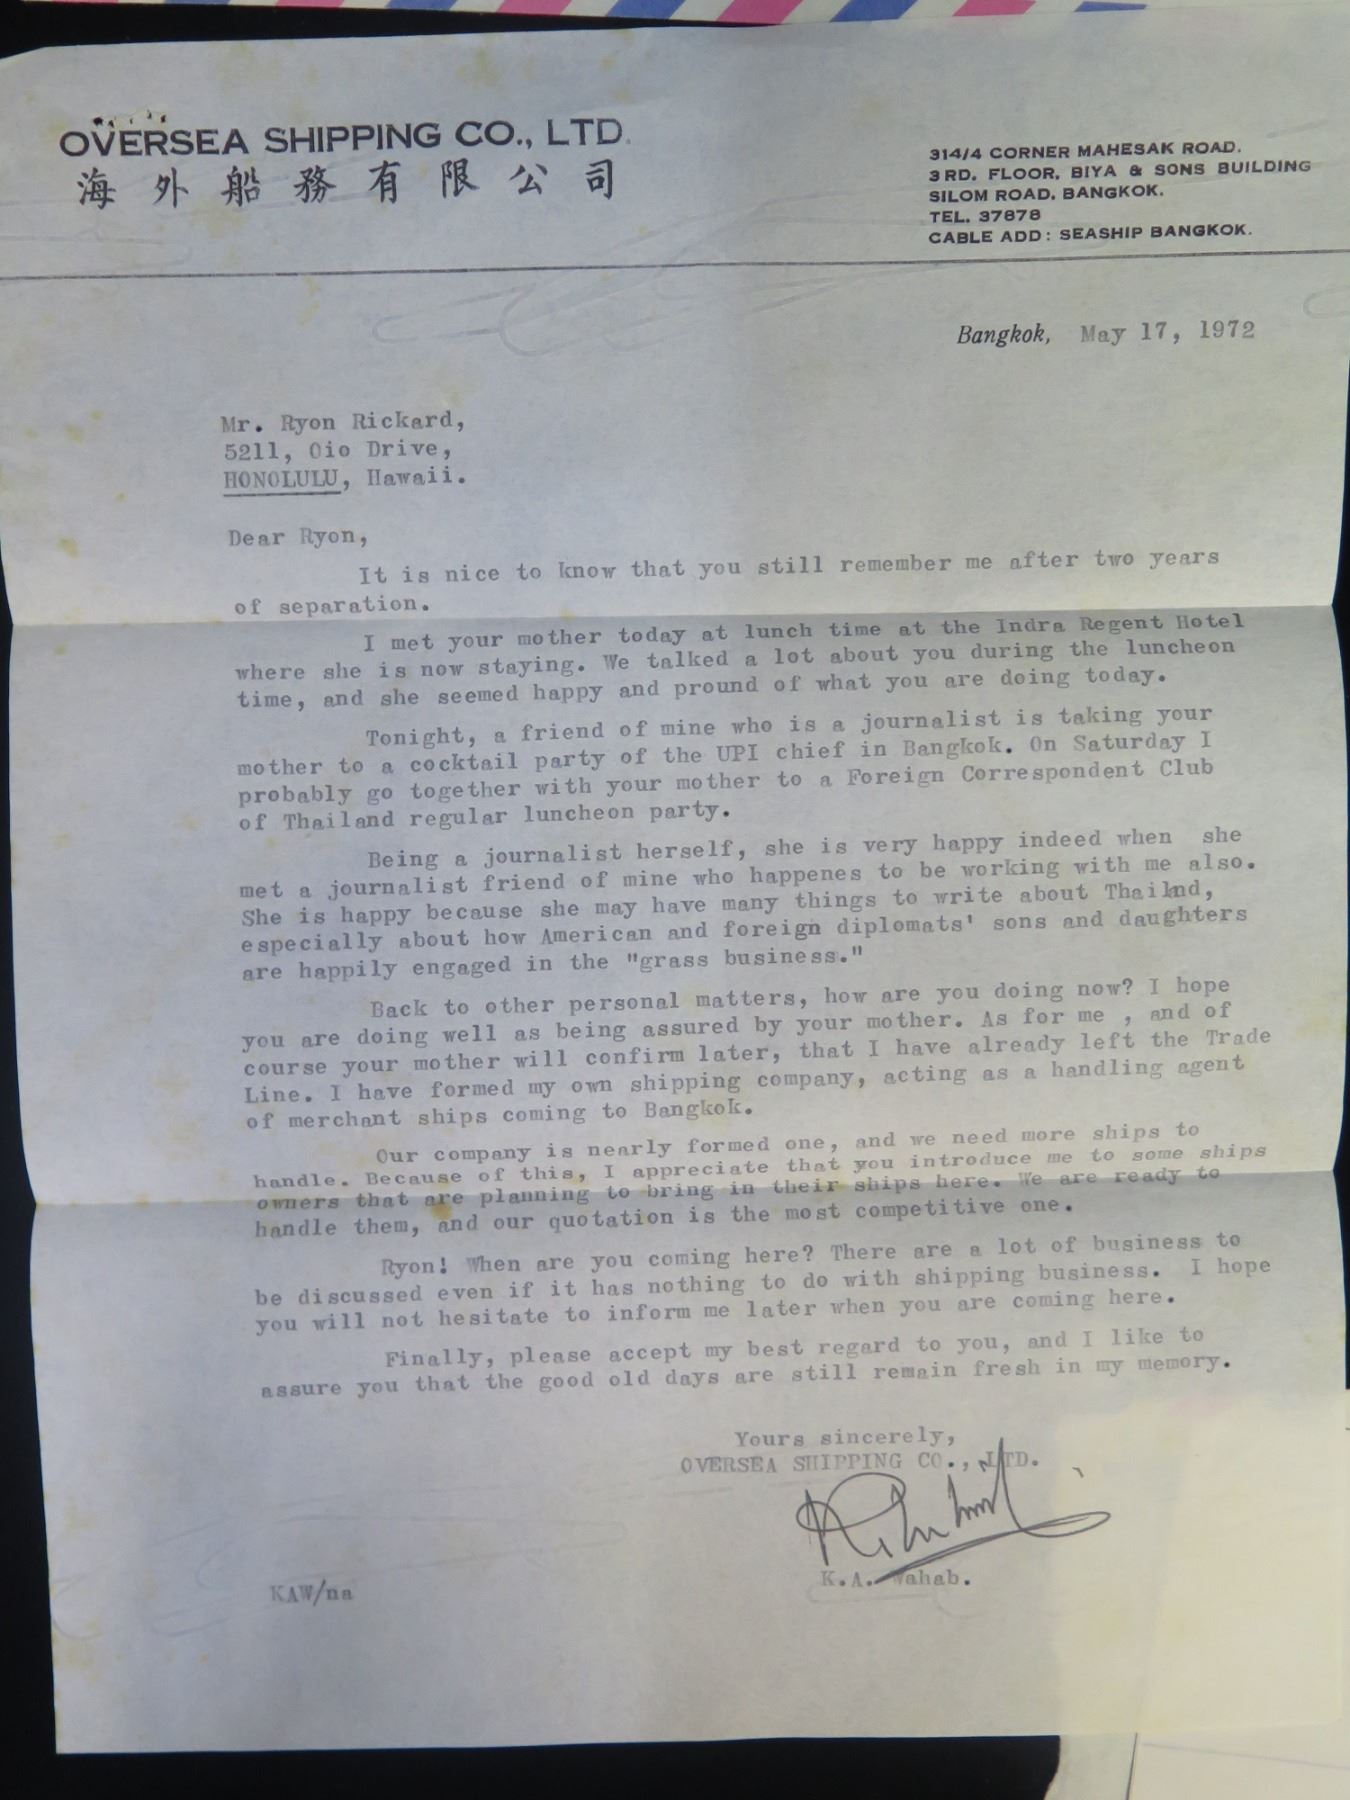 OVERSEA SHIPPING CO., LTD.
海外船務有限公司
314/4 CORNER MAHESAK ROAD.
3 RD. FLOOR, BIYA & SONS BUILDING
SILOM ROAD, BANGKOK.
TEL. 37878
CABLE ADD: SEASHIP BANGKOK.
Bangkok, May 17, 1972
Mr. Ryon Rickard,
5211, Oio Drive,
HONOLULU, Hawaii.
Dear Ryon,
It is nice to know that you still remember me after two years
of separation.
I met your mother today at lunch time at the Indra Regent Hotel
where she is now staying. We talked a lot about you during the luncheon
time, and she seemed happy and pround of what you are doing today.
Tonight, a friend of mine who is a journalist is taking your
mother to a cocktail party of the UPI chief in Bangkok. On Saturday I
probably go together with your mother to a Foreign Correspondent Club
of Thailand regular luncheon party.
Being a journalist herself, she is very happy indeed when she
met a journalist friend of mine who happenes to be working with me also.
She is happy because she may have many things to write about Thailnd,
especially about how American and foreign diplomats' sons and daughters
are happily engaged in the "grass business."
Back to other personal matters, how are you doing now? I hope
you are doing well as being assured by your mother. As for me , and of
course your mother will confirm later, that I have already left the Trade
Line. I have formed my own shipping company, acting as a handling agent
of merchant ships coming to Bangkok.
Our company is nearly formed one, and we need more ships to
handle. Because of this, I appreciate that you introduce me to some ships
owners that are planning to bring in their ships here. We are ready to
handle them, and our quotation is the most competitive one.
Ryon! When are you coming here? There are a lot of business to
be discussed even if it has nothing to do with shipping business. I hope
you will not hesitate to inform me later when you are coming here.
Finally, please accept my best regard to you, and I like to
assure you that the good old days are still remain fresh in my memory.
Yours sincerely,
OVERSEA SHIPPING CO., LTD.
K.A. Wahab.
KAW/na